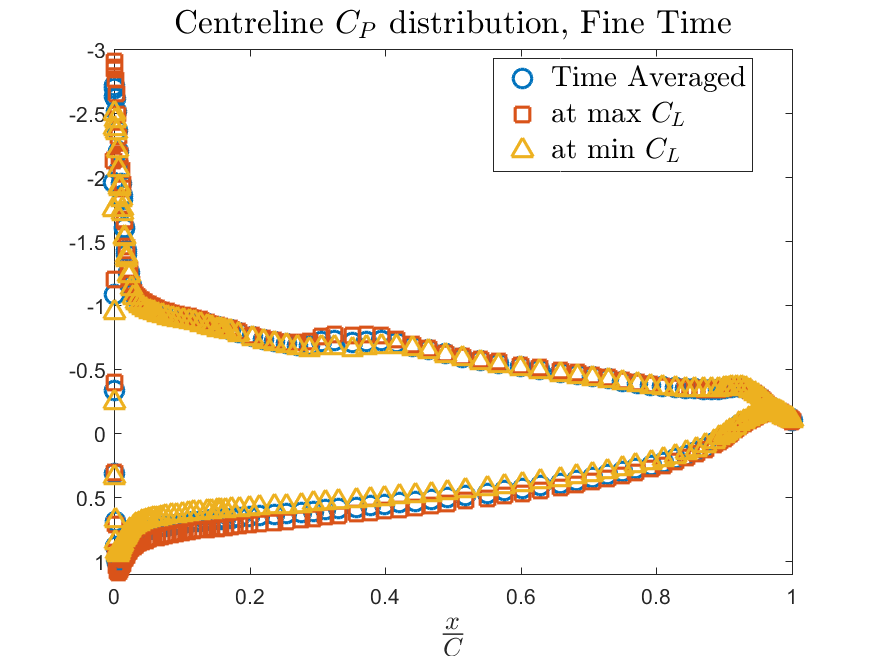 Centreline C_P distribution, Fine Time
Time Averaged
at max C_L
at min C_L
-3
-2.5
-2
-1.5
-1
-0.5
0
0.5
1
0
0.2
0.4
0.6
0.8
1
x
C